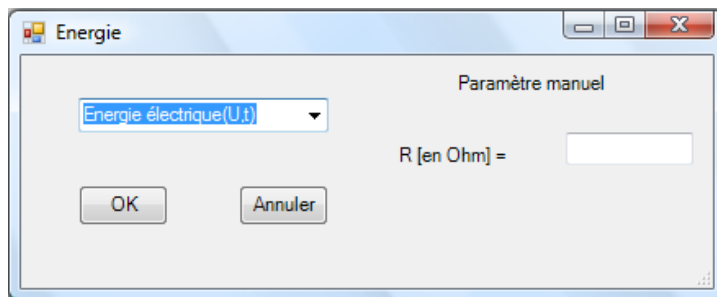 Energie
Paramètre manuel
Energie électrique(U,t)
R [en Ohm] =
OK
Annuler